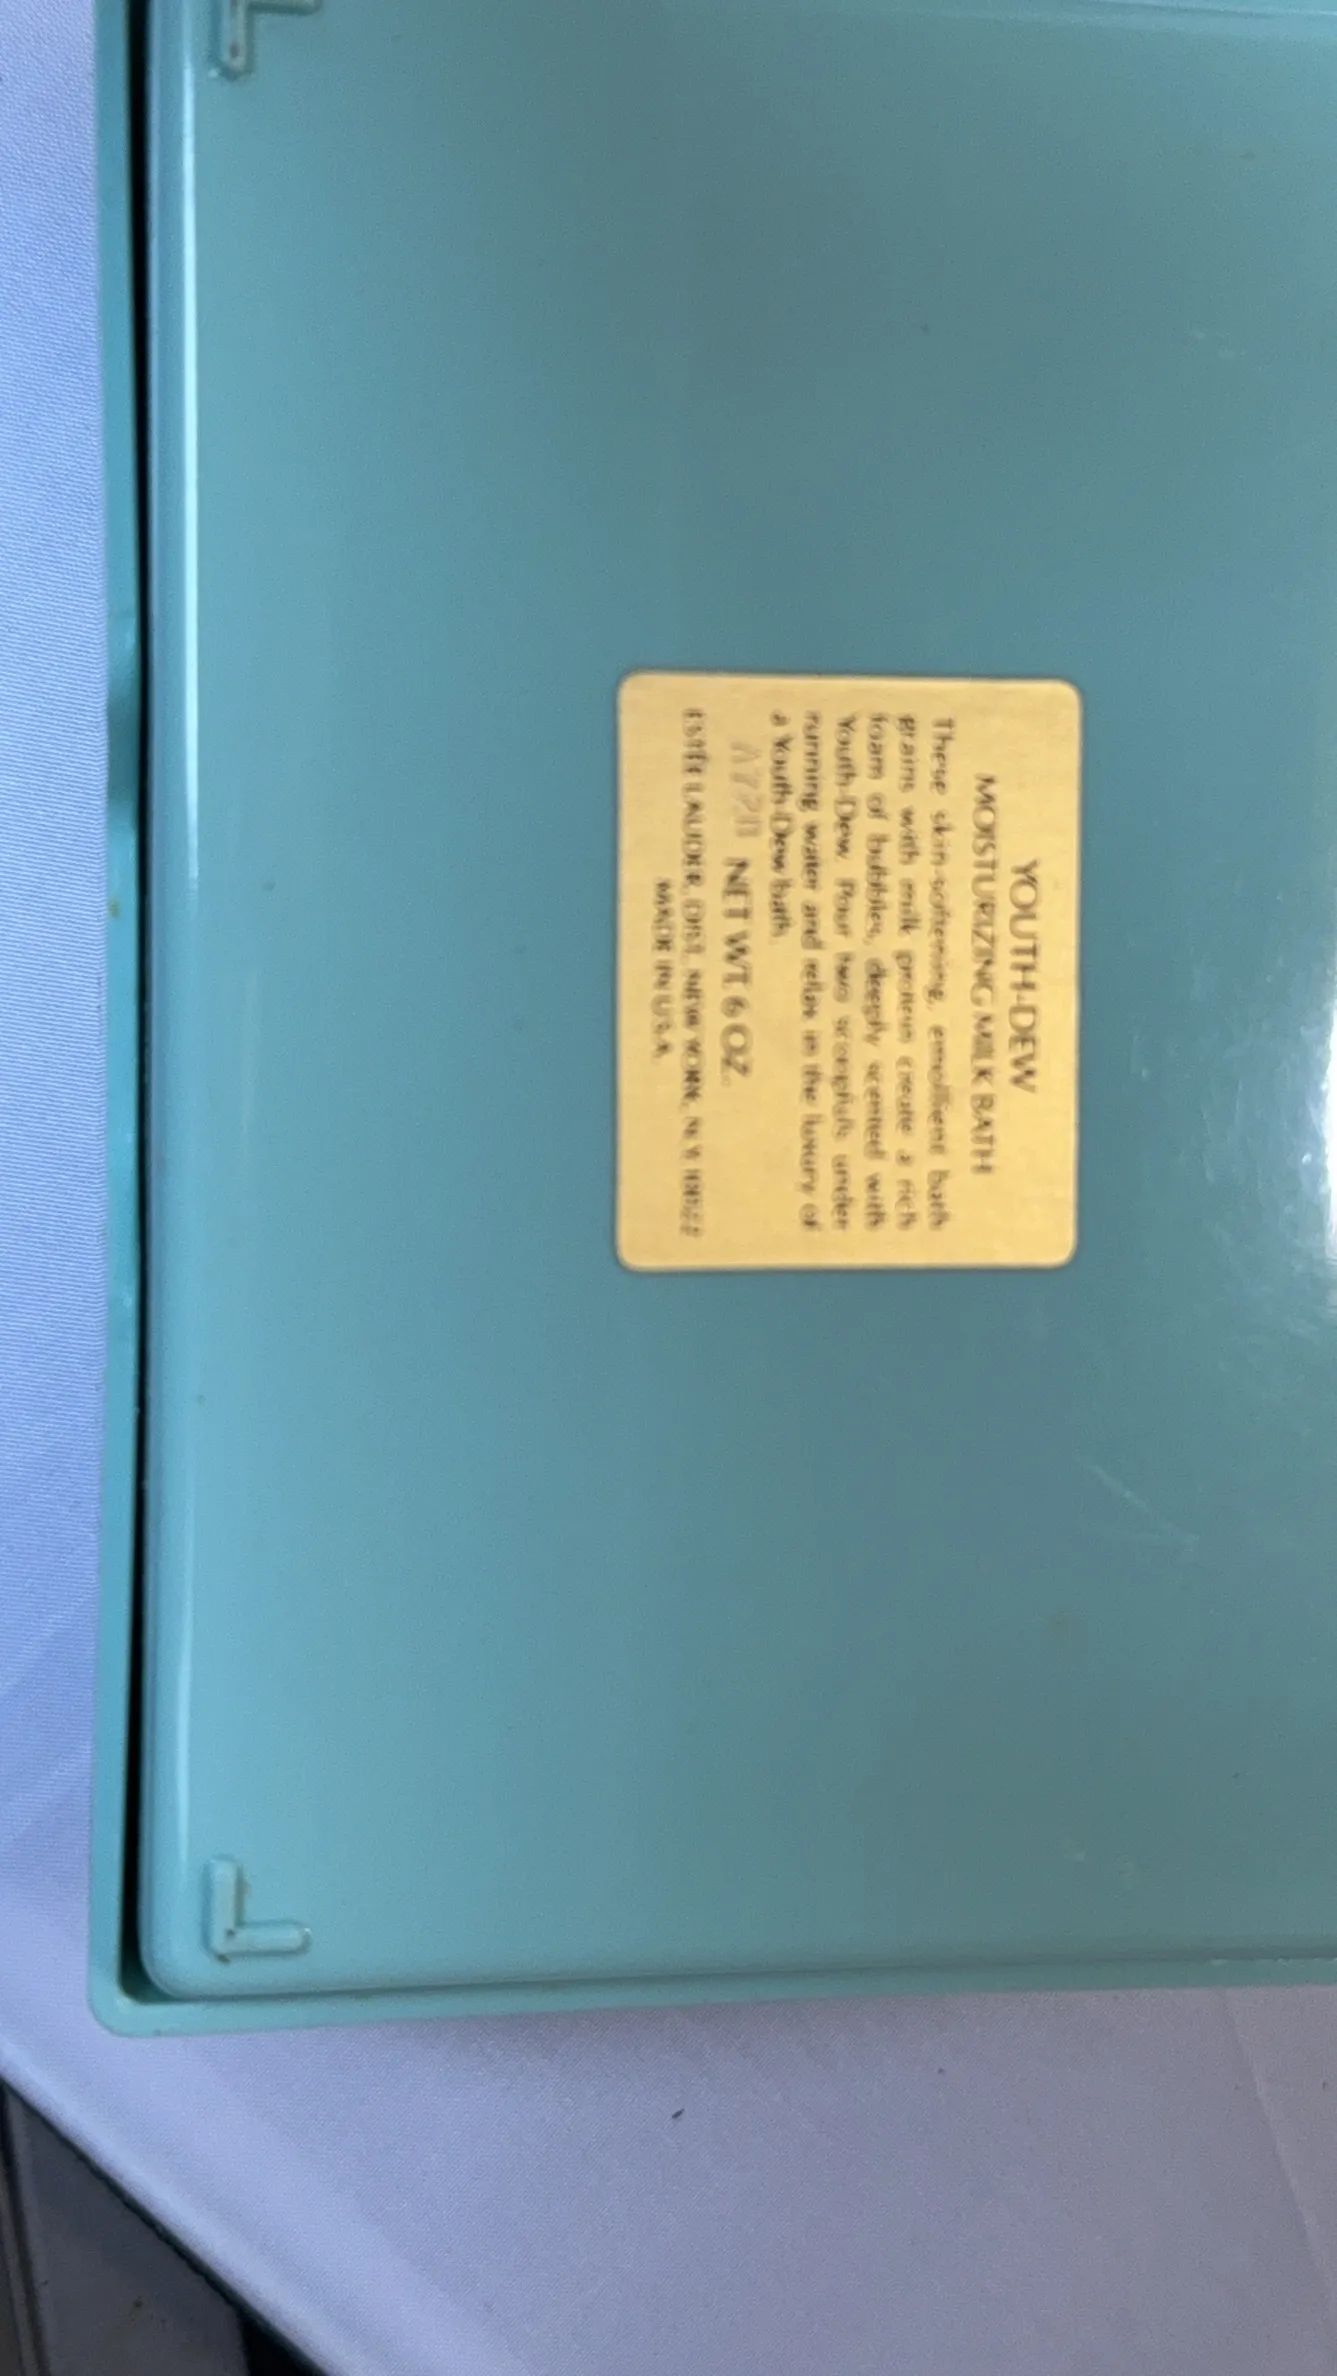 YOUTH-DEW
MOISTURIZING MILK BATH
These skin-softening, emollient bath
grains with milk protein create a rich
foam of bubbles, deeply scented with
Youth-Dew. Pour two scoopfuls under
running water and relax in the luxury of
a Youth-Dew bath.
NET WT. 6 OZ.
ESTEE LAUDER, DIST. NEW YORK, N.Y. 10022
MADE IN U.S.A.